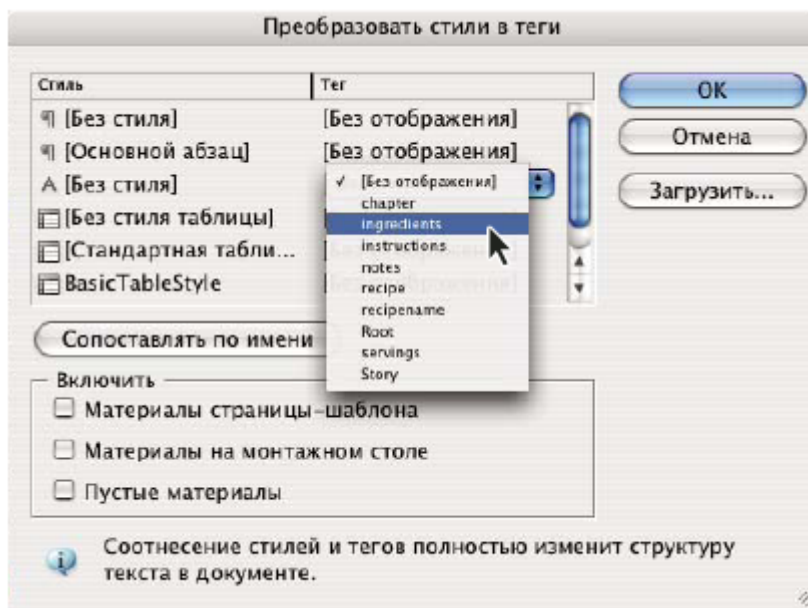 Преобразовать стили в теги
Стиль Тег
[Без стиля] [Без отображения]
[Основной абзац] [Без отображения]
[Без стиля] ✓ [Без отображения]
chapter
[Без стиля таблицы] ingredients
instructions
[Стандартная табли...
notes
BasicTableStyle recipe
recipename
Root
servings
Story
OK
Отмена
Загрузить...
Сопоставлять по имени
Включить
Материалы страницы-шаблона
Материалы на монтажном столе
Пустые материалы
Соотнесение стилей и тегов полностью изменит структуру
текста в документе.